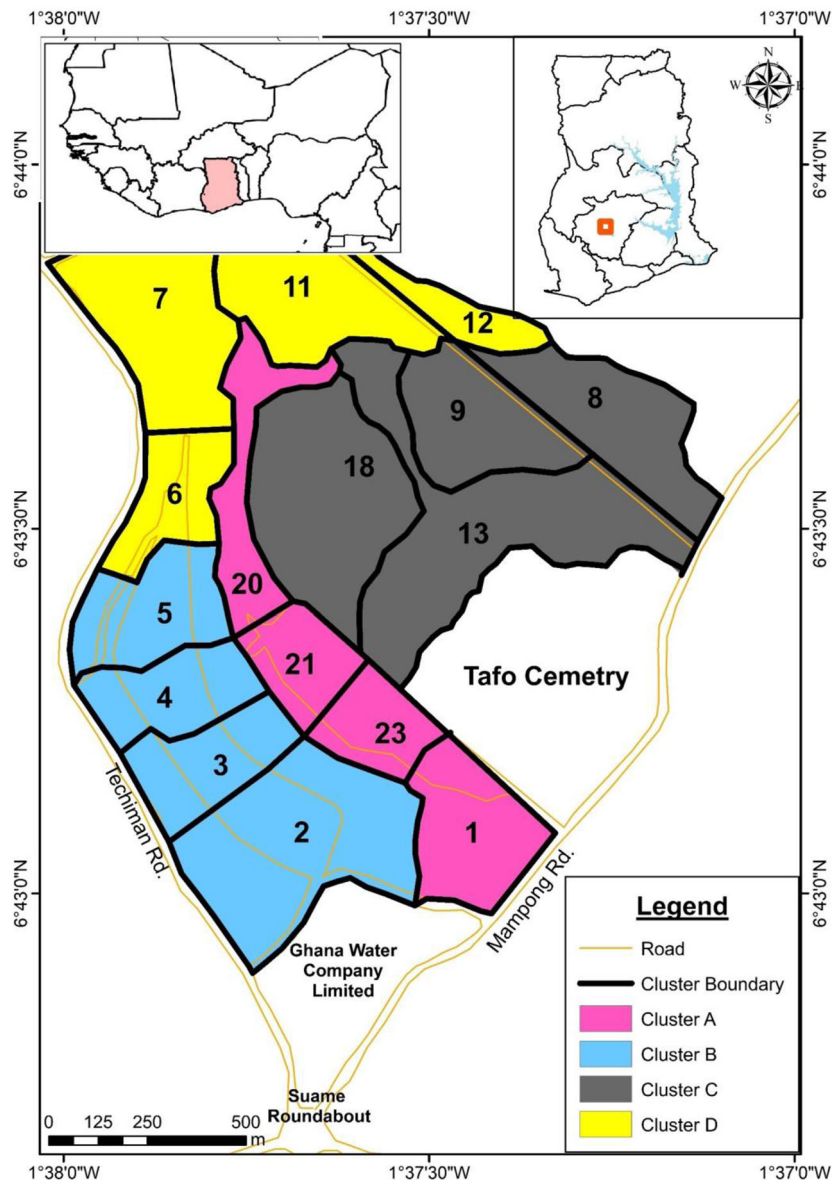 1°38'0"W
1°37'30"W
1°37'0"W
N
W
E
S
6°44'0"N
6°44'0"N
7
11
12
8
9
18
6
13
6°43'30"N
6°43'30"N
20
5
21
Tafo Cemetry
4
23
3
2
1
Techiman Rd.
Mampong Rd.
6°43'0"N
6°43'0"N
Ghana Water
Company
Limited
Suame
Roundabout
0 125 250 500
m
Legend
Road
Cluster Boundary
Cluster A
Cluster B
Cluster C
Cluster D
1°38'0"W
1°37'30"W
1°37'0"W